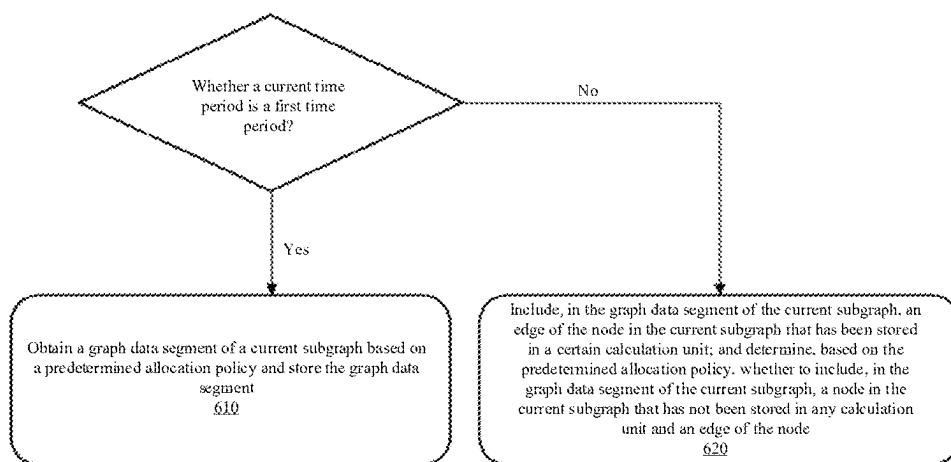 Whether a current time
period is a first time
period?
No
Yes
Obtain a graph data segment of a current subgraph based on
a predetermined allocation policy and store the graph data
segment
610
Include, in the graph data segment of the current subgraph, an
edge of the node in the current subgraph that has been stored
in a certain calculation unit; and determine, based on the
predetermined allocation policy, whether to include, in the
graph data segment of the current subgraph, a node in the
current subgraph that has not been stored in any calculation
unit and an edge of the node
620